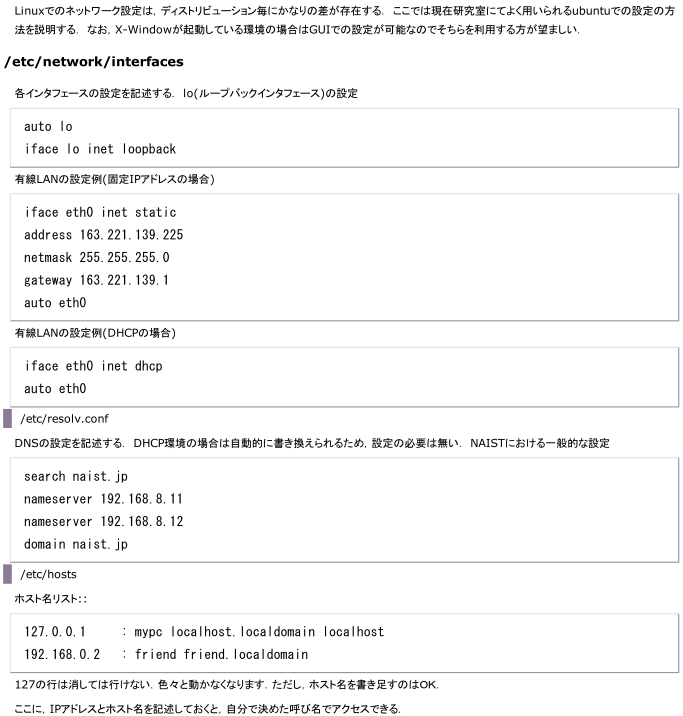 Linuxでのネットワーク設定は，ディストリビューション毎にかなりの差が存在する． ここでは現在研究室にてよく用いられるubuntuでの設定の方
法を説明する． なお，X-Windowが起動している環境の場合はGUIでの設定が可能なのでそちらを利用する方が望ましい．
/etc/network/interfaces
各インタフェースの設定を記述する． lo(ループバックインタフェース)の設定
auto lo
iface lo inet loopback
有線LANの設定例(固定IPアドレスの場合)
iface eth0 inet static
address 163.221.139.225
netmask 255.255.255.0
gateway 163.221.139.1
auto eth0
有線LANの設定例(DHCPの場合)
iface eth0 inet dhcp
auto eth0
/etc/resolv.conf
DNSの設定を記述する． DHCP環境の場合は自動的に書き換えられるため，設定の必要は無い． NAISTにおける一般的な設定
search naist.jp
nameserver 192.168.8.11
nameserver 192.168.8.12
domain naist.jp
/etc/hosts
ホスト名リスト::
127.0.0.1 : mypc localhost.localdomain localhost
192.168.0.2 : friend friend.localdomain
127の行は消しては行けない．色々と動かなくなります．ただし，ホスト名を書き足すのはOK．
ここに，IPアドレスとホスト名を記述しておくと，自分で決めた呼び名でアクセスできる．